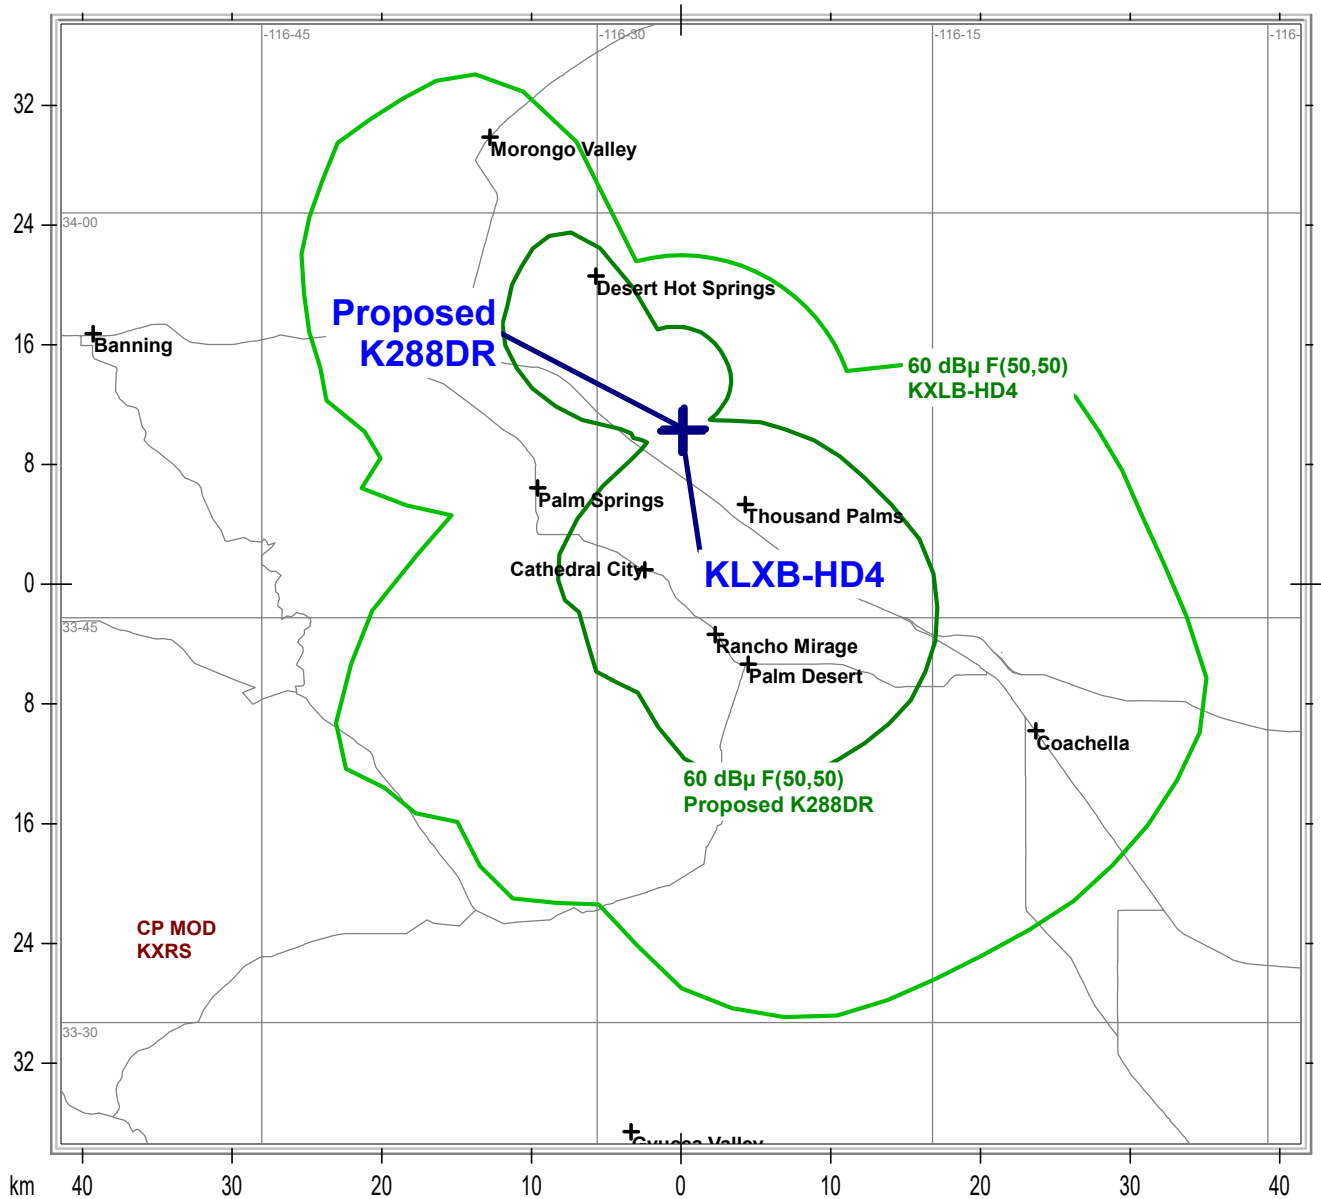 -116-45
-116-30
-116-15
-116-
32
Morongo Valley
24
34-00
Desert Hot Springs
Proposed
K288DR
16
Banning
60 dBµ F(50,50)
KXLB-HD4
8
Palm Springs
Thousand Palms
Cathedral City
KLXB-HD4
0
33-45
Rancho Mirage
Palm Desert
8
Coachella
60 dBµ F(50,50)
Proposed K288DR
16
CP MOD
KXRS
24
33-30
32
Valley
km 40 30 20 10 0 10 20 30 40